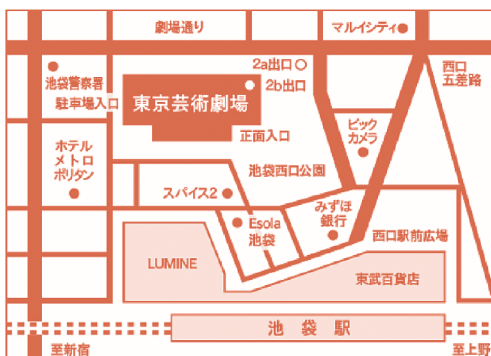 劇場通り
マルイシティ
2a出口
2b出口
西口
五差路
池袋警察署
駐車場入口
東京芸術劇場
正面入口
ビック
カメラ
ホテル
メトロ
ポリタン
池袋西口公園
スパイス2
みずほ
銀行
Esola
池袋
西口駅前広場
LUMINE
東武百貨店
池袋駅
至新宿
至上野